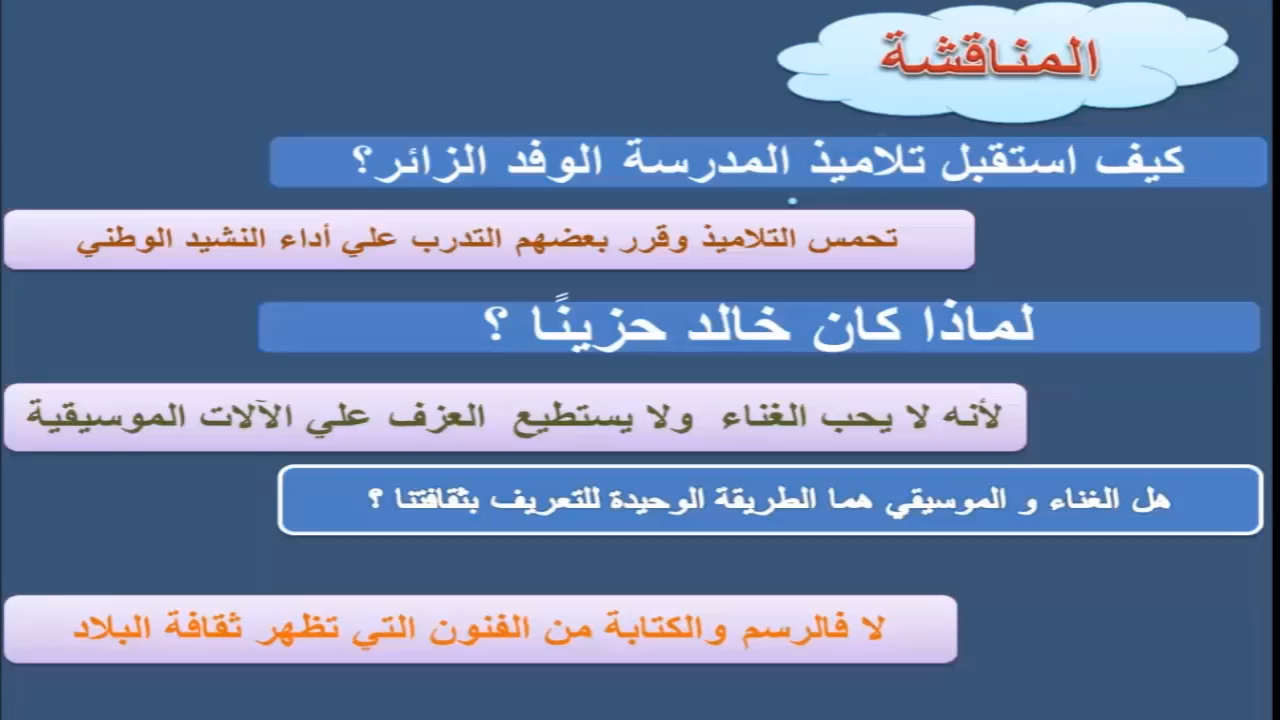 المناقشة
كيف استقبل تلاميذ المدرسة الوفد الزائر؟
تحمس التلاميذ وقرر بعضهم التدرب علي أداء النشيد الوطني
لماذا كان خالد حزينًا ؟
لأنه لا يحب الغناء ولا يستطيع العزف علي الآلات الموسيقية
هل الغناء و الموسيقي هما الطريقة الوحيدة للتعريف بثقافتنا ؟
لا فالرسم والكتابة من الفنون التي تظهر ثقافة البلاد